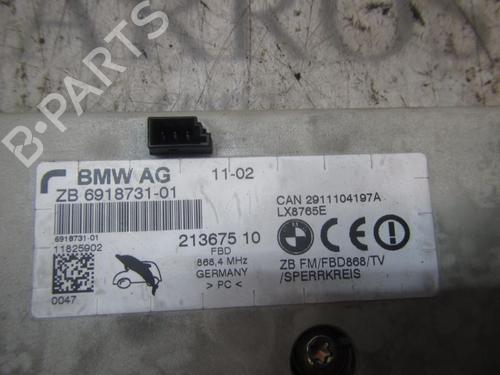 BMW AG
11-02
ZB 6918731-01
CAN 2911104197A
LX8765E
6918731-01
11825902
213675 10
FBD
868,4 MHz
GERMANY
> PC <
0047
BMW
ZB FM/FBD868/TV
/SPERRKREIS
B-PARTS